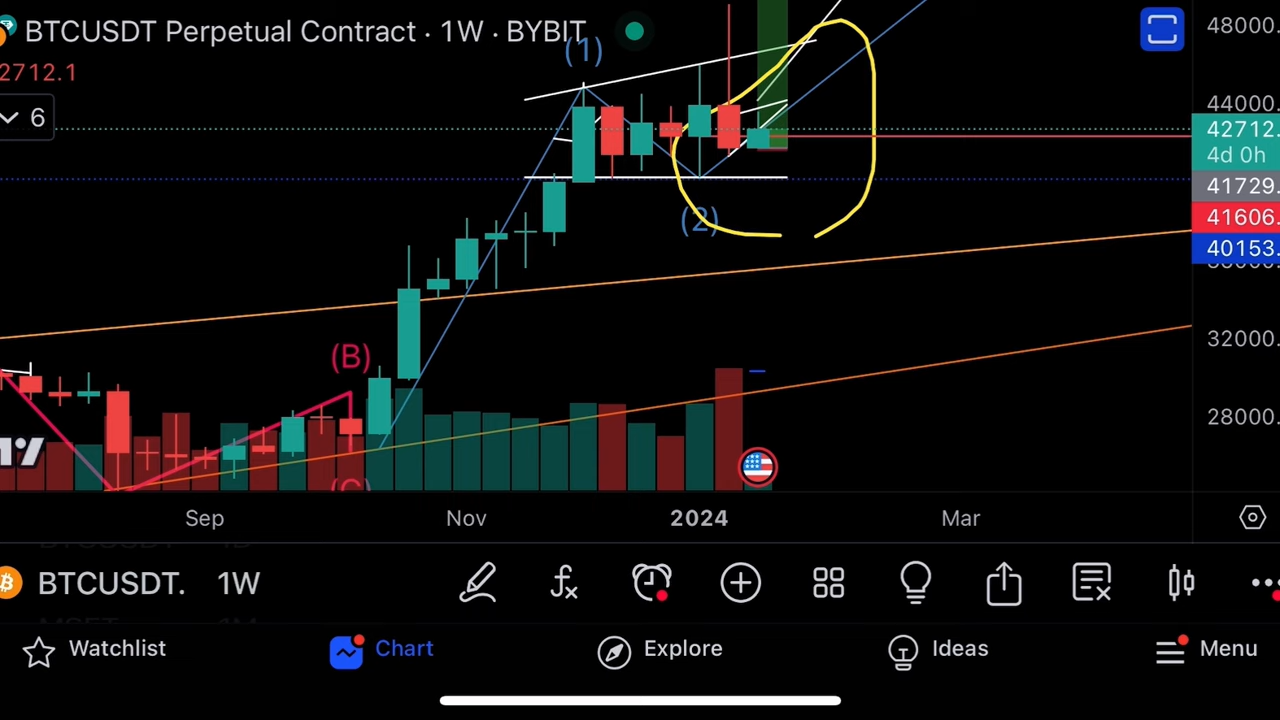 BTCUSDT Perpetual Contract · 1W · BYBIT
2712.1
6
(1)
(2)
(B)
(C)
48000.
44000.
42712.
4d 0h
41729.
41606.
40153.
32000.
28000.
Sep
Nov
2024
Mar
BTCUSDT.
1W
Watchlist
Chart
Explore
Ideas
Menu